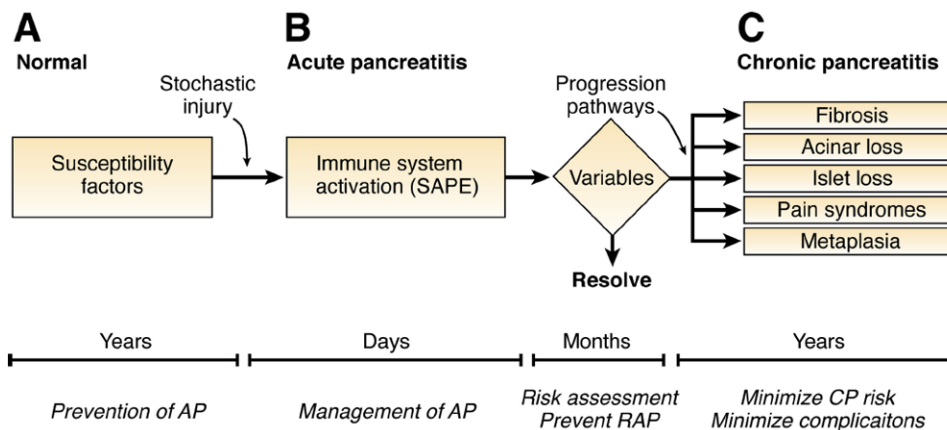 A
Normal
B
Acute pancreatitis
C
Chronic pancreatitis
Stochastic
injury
Progression
pathways
Susceptibility
factors
Immune system
activation (SAPE)
Variables
Resolve
Fibrosis
Acinar loss
Islet loss
Pain syndromes
Metaplasia
Years
Days
Months
Years
Prevention of AP
Management of AP
Risk assessment
Prevent RAP
Minimize CP risk
Minimize complicaitons